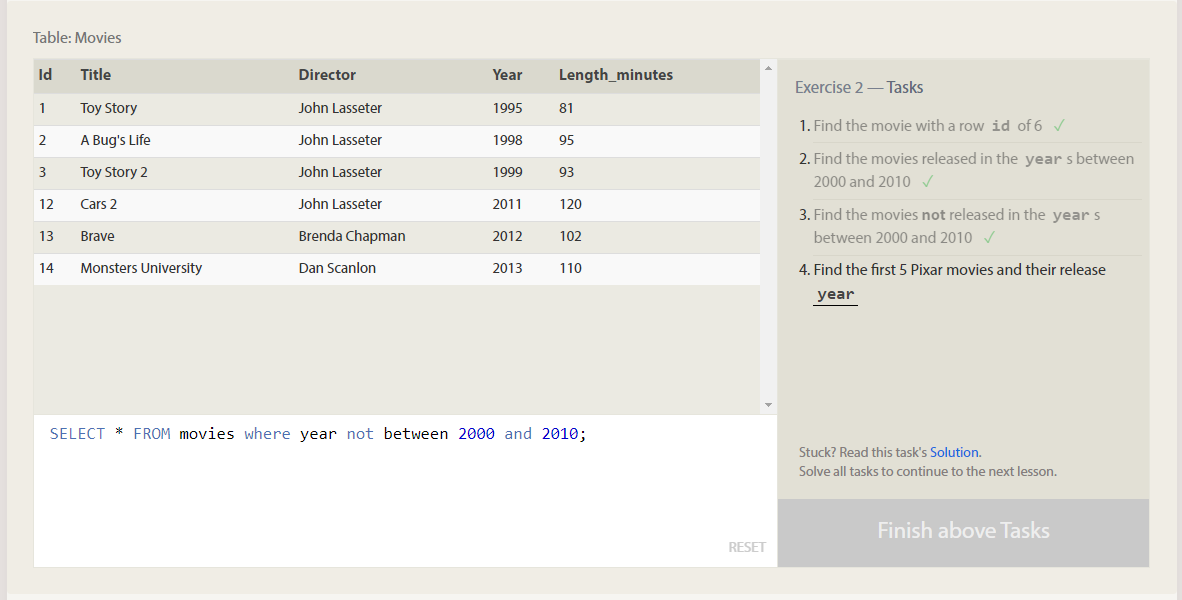 Table: Movies
Id Title Director Year Length_minutes
1 Toy Story John Lasseter 1995 81
2 A Bug's Life John Lasseter 1998 95
3 Toy Story 2 John Lasseter 1999 93
12 Cars 2 John Lasseter 2011 120
13 Brave Brenda Chapman 2012 102
14 Monsters University Dan Scanlon 2013 110
SELECT * FROM movies where year not between 2000 and 2010;
RESET
Exercise 2 — Tasks
1. Find the movie with a row id of 6 ✓
2. Find the movies released in the year s between
2000 and 2010 ✓
3. Find the movies not released in the year s
between 2000 and 2010 ✓
4. Find the first 5 Pixar movies and their release
year
Stuck? Read this task's Solution.
Solve all tasks to continue to the next lesson.
Finish above Tasks